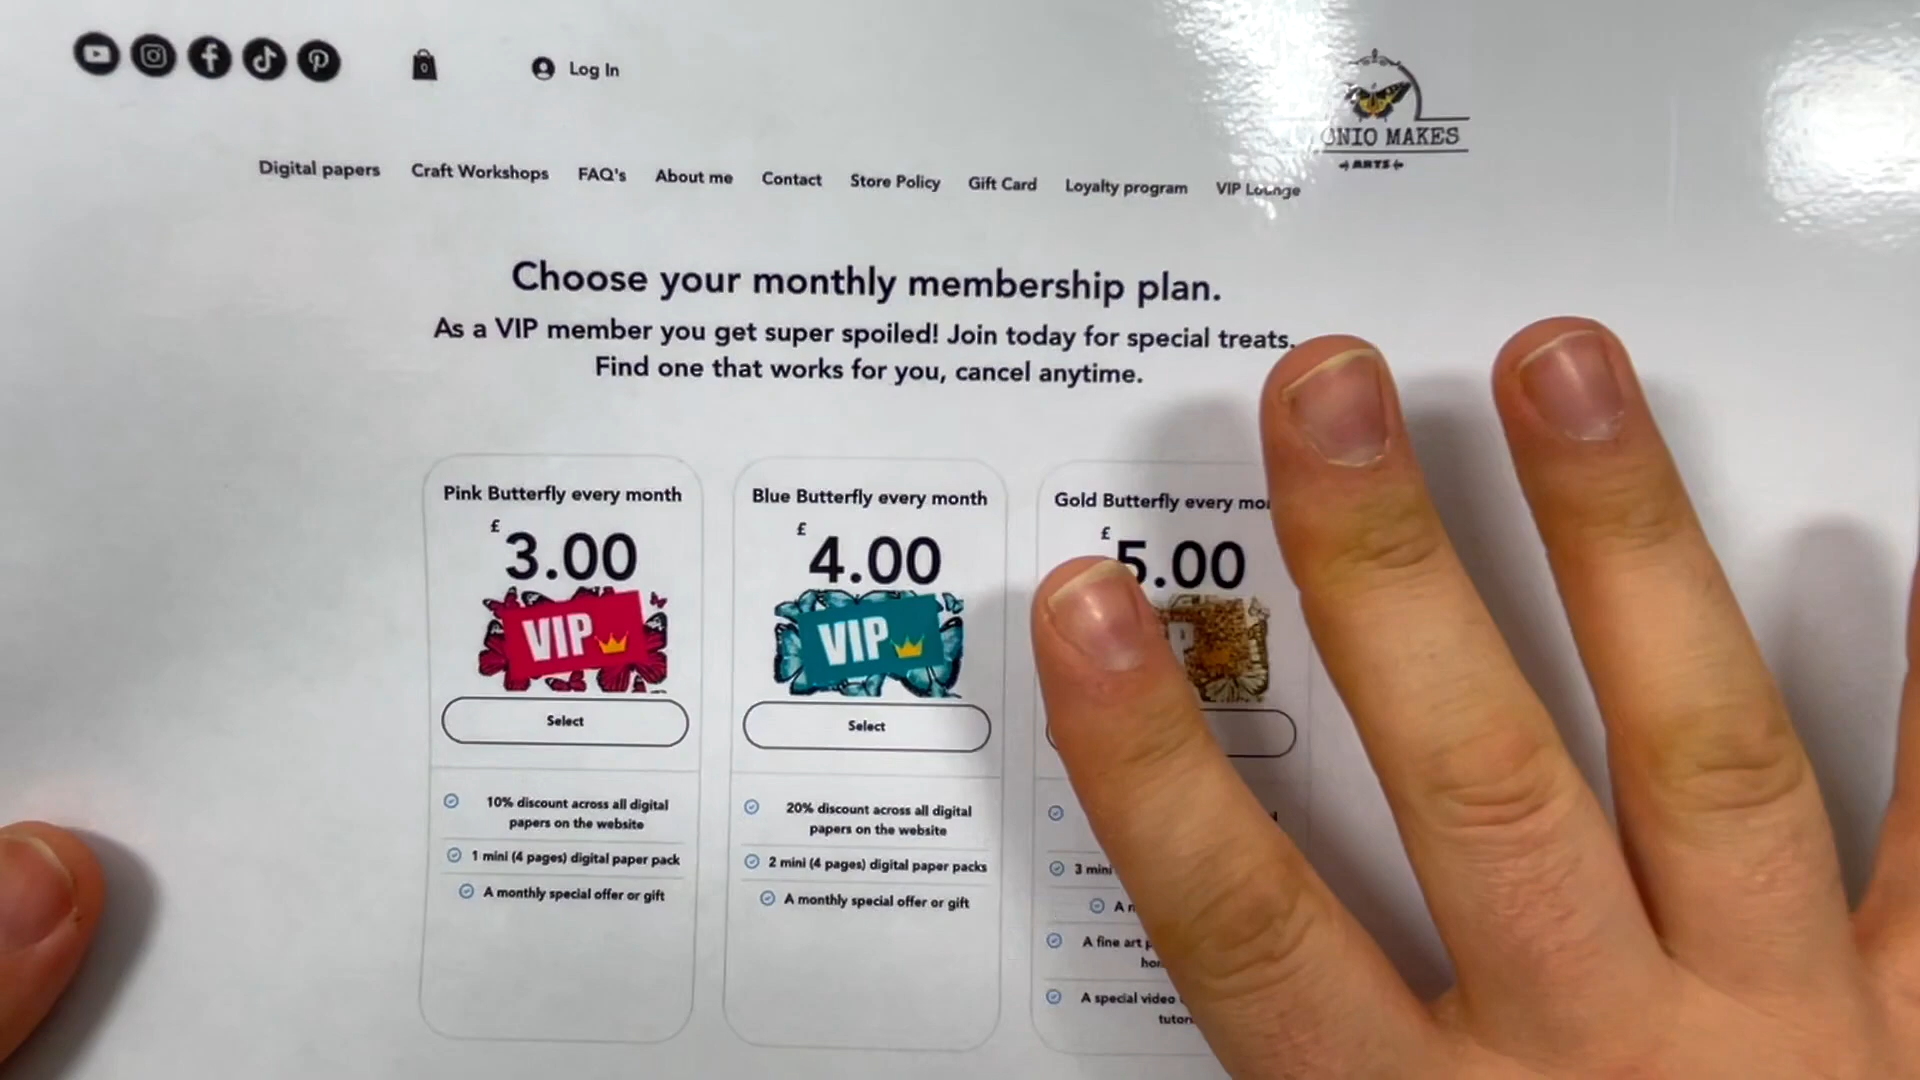 0
Log In
ONIO MAKES
ARTS
Digital papers Craft Workshops FAQ's About me Contact Store Policy Gift Card Loyalty program VIP Lounge
Choose your monthly membership plan.
As a VIP member you get super spoiled! Join today for special treats.
Find one that works for you, cancel anytime.
Pink Butterfly every month
£
3.00
VIP
Select
10% discount across all digital
papers on the website
1 mini (4 pages) digital paper pack
A monthly special offer or gift
Blue Butterfly every month
£
4.00
VIP
Select
20% discount across all digital
papers on the website
2 mini (4 pages) digital paper packs
A monthly special offer or gift
Gold Butterfly every
£
5.00
3 mini
A
A fine art
A special video